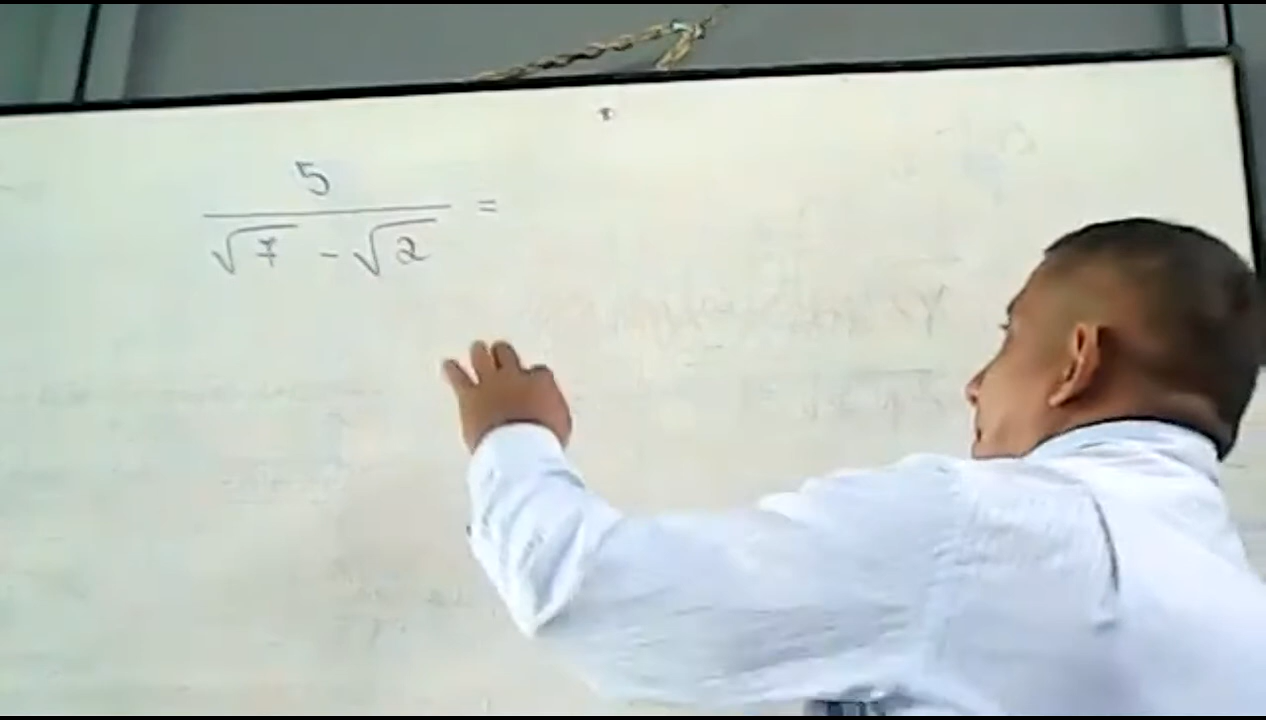 5
√7 - √2 =